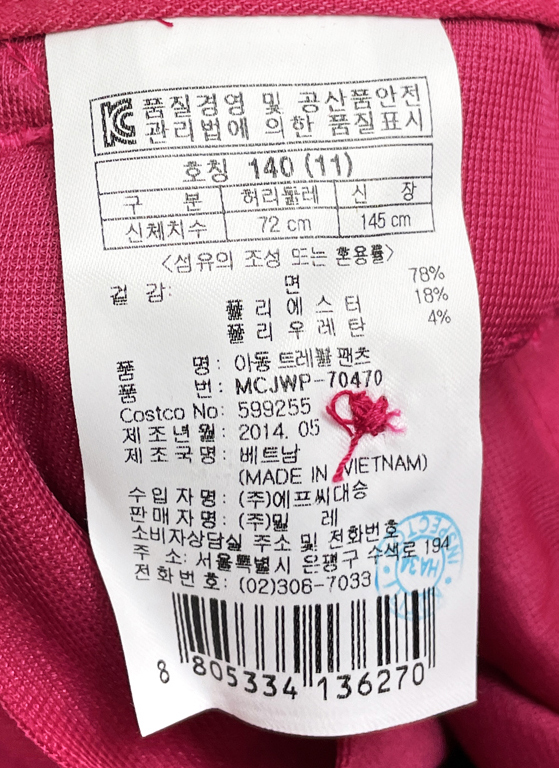 KC 품질경영 및 공산품안전
관리법에 의한 품질표시
호칭 140 (11)
구 분 허리둘레 신 장
신체치수 72 cm 145 cm
<섬유의 조성 또는 혼용률>
겉 감: 면 78%
폴리에스터 18%
폴리우레탄 4%
품 명: 아동 트레블 팬츠
품 번: MCJWP-70470
Costco No: 599255
제조년월: 2014. 05
제조국명: 베트남
(MADE IN VIETNAM)
수입자명: (주)에프씨대승
판매자명: (주)밀 레
소비자상담실 주소 및 전화번호
주 소: 서울특별시 은평구 수색로 194
전화번호: (02)306-7033
HA34
INSPECT
8 805334 136270